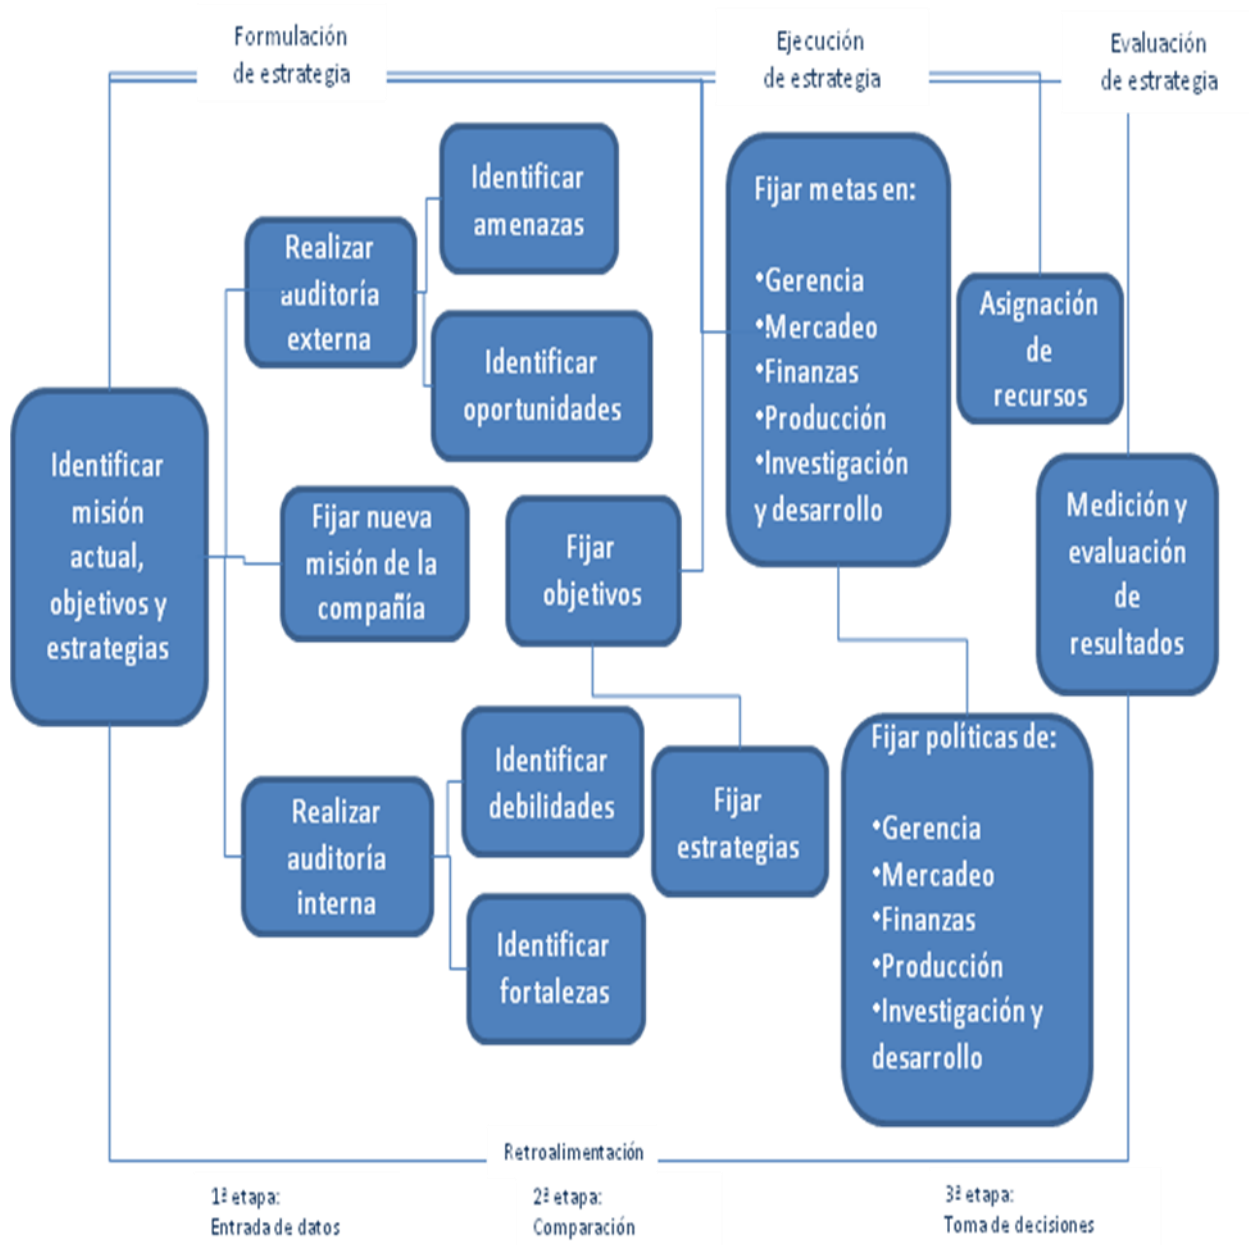 Formulación
de estrategia
Ejecución
de estrategia
Evaluación
de estrategia
Identificar
misión
actual,
objetivos y
estrategias
Realizar
auditoría
externa
Identificar
amenazas
Identificar
oportunidades
Fijar nueva
misión de la
compañía
Fijar
objetivos
Realizar
auditoría
interna
Identificar
debilidades
Identificar
fortalezas
Fijar
estrategias
Fijar metas en:
•Gerencia
•Mercadeo
•Finanzas
•Producción
•Investigación
y desarrollo
Asignación
de
recursos
Fijar políticas de:
•Gerencia
•Mercadeo
•Finanzas
•Producción
•Investigación y
desarrollo
Medición y
evaluación
de
resultados
Retroalimentación
1ª etapa:
Entrada de datos
2ª etapa:
Comparación
3ª etapa:
Toma de decisiones